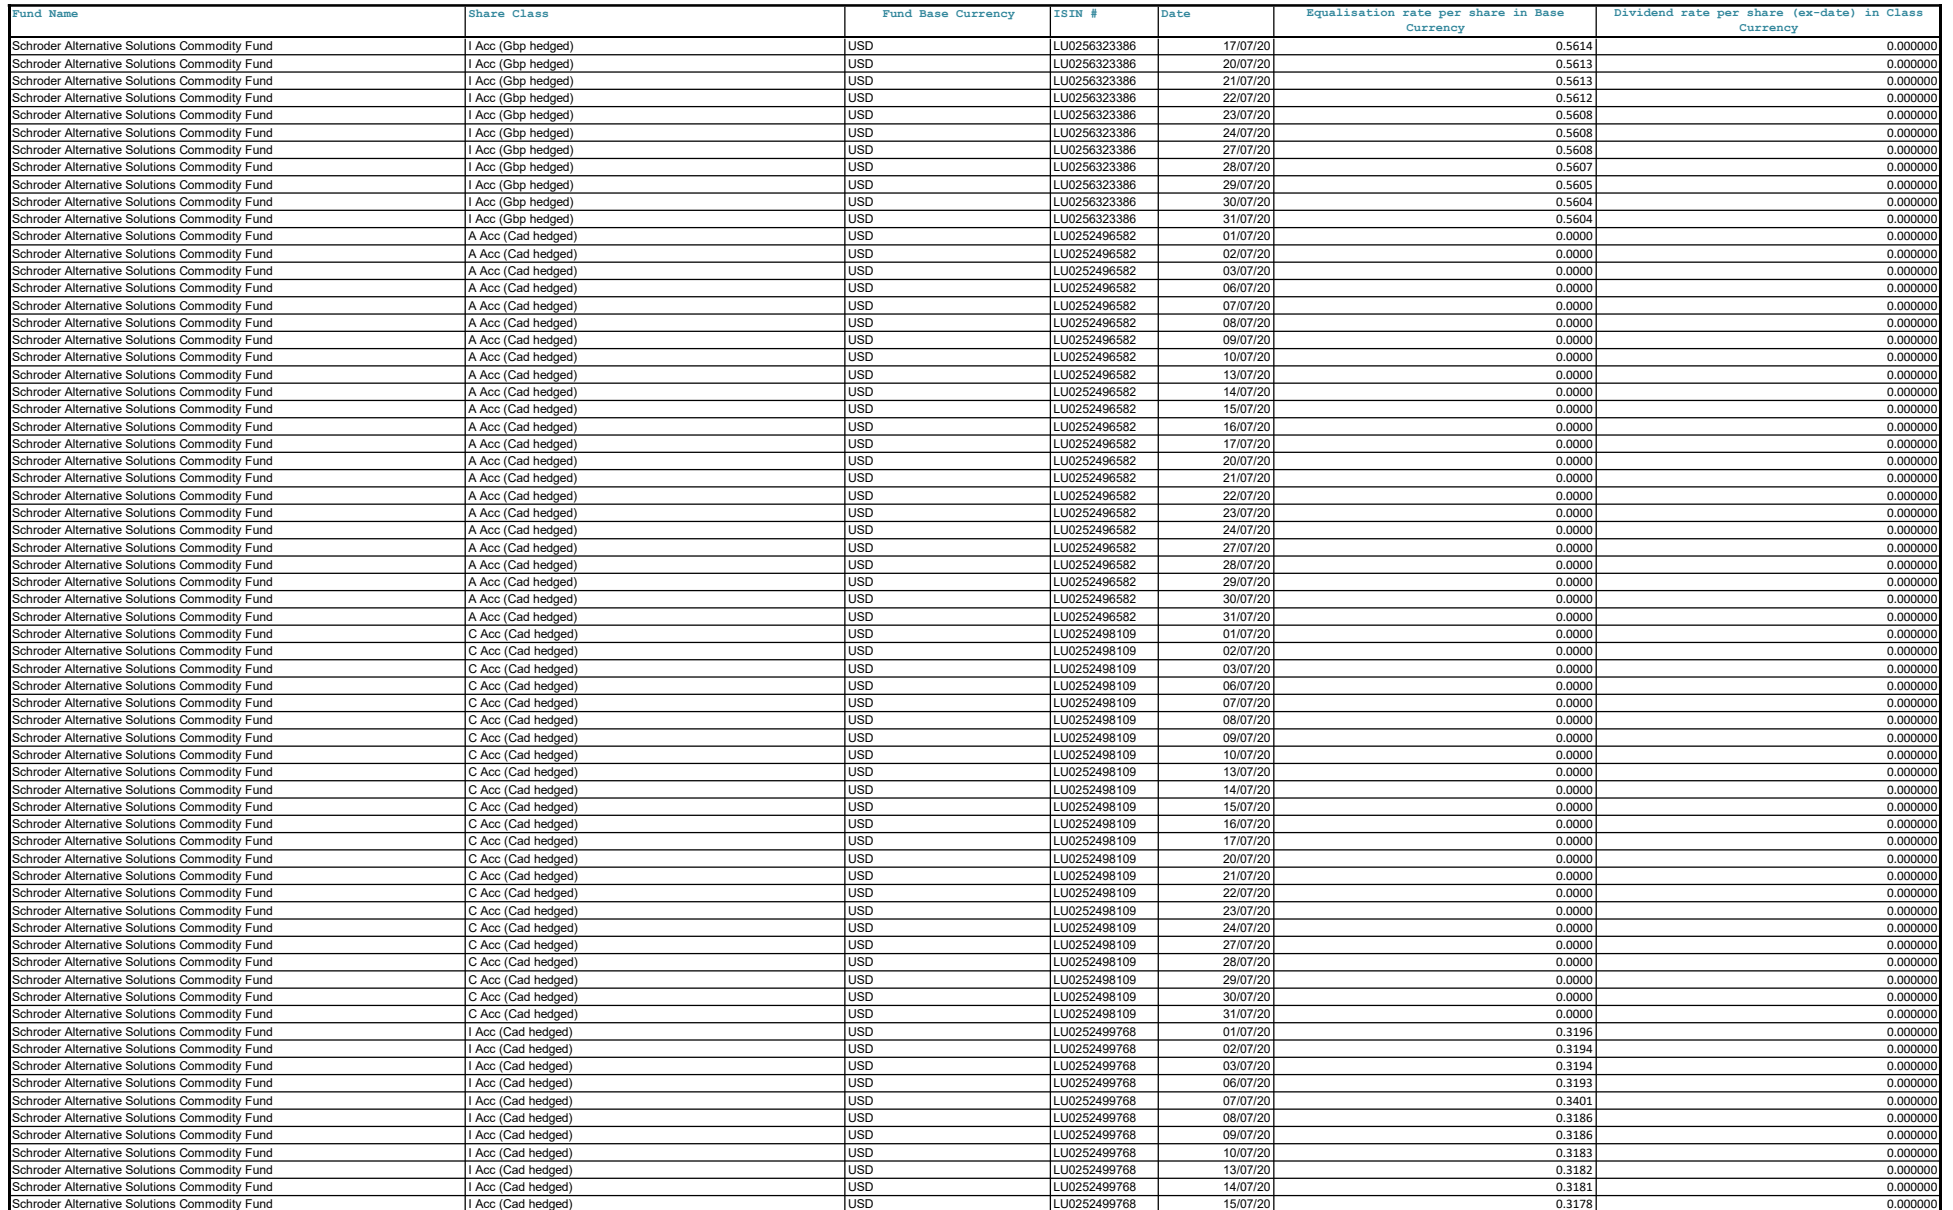 Fund Name Share Class Fund Base Currency ISIN # Date Equalisation rate per share in Base Currency Dividend rate per share (ex-date) in Class Currency
Schroder Alternative Solutions Commodity Fund I Acc (Gbp hedged) USD LU0256323386 17/07/20 0.5614 0.000000
Schroder Alternative Solutions Commodity Fund I Acc (Gbp hedged) USD LU0256323386 20/07/20 0.5613 0.000000
Schroder Alternative Solutions Commodity Fund I Acc (Gbp hedged) USD LU0256323386 21/07/20 0.5613 0.000000
Schroder Alternative Solutions Commodity Fund I Acc (Gbp hedged) USD LU0256323386 22/07/20 0.5612 0.000000
Schroder Alternative Solutions Commodity Fund I Acc (Gbp hedged) USD LU0256323386 23/07/20 0.5608 0.000000
Schroder Alternative Solutions Commodity Fund I Acc (Gbp hedged) USD LU0256323386 24/07/20 0.5608 0.000000
Schroder Alternative Solutions Commodity Fund I Acc (Gbp hedged) USD LU0256323386 27/07/20 0.5608 0.000000
Schroder Alternative Solutions Commodity Fund I Acc (Gbp hedged) USD LU0256323386 28/07/20 0.5607 0.000000
Schroder Alternative Solutions Commodity Fund I Acc (Gbp hedged) USD LU0256323386 29/07/20 0.5605 0.000000
Schroder Alternative Solutions Commodity Fund I Acc (Gbp hedged) USD LU0256323386 30/07/20 0.5604 0.000000
Schroder Alternative Solutions Commodity Fund I Acc (Gbp hedged) USD LU0256323386 31/07/20 0.5604 0.000000
Schroder Alternative Solutions Commodity Fund A Acc (Cad hedged) USD LU0252496582 01/07/20 0.0000 0.000000
Schroder Alternative Solutions Commodity Fund A Acc (Cad hedged) USD LU0252496582 02/07/20 0.0000 0.000000
Schroder Alternative Solutions Commodity Fund A Acc (Cad hedged) USD LU0252496582 03/07/20 0.0000 0.000000
Schroder Alternative Solutions Commodity Fund A Acc (Cad hedged) USD LU0252496582 06/07/20 0.0000 0.000000
Schroder Alternative Solutions Commodity Fund A Acc (Cad hedged) USD LU0252496582 07/07/20 0.0000 0.000000
Schroder Alternative Solutions Commodity Fund A Acc (Cad hedged) USD LU0252496582 08/07/20 0.0000 0.000000
Schroder Alternative Solutions Commodity Fund A Acc (Cad hedged) USD LU0252496582 09/07/20 0.0000 0.000000
Schroder Alternative Solutions Commodity Fund A Acc (Cad hedged) USD LU0252496582 10/07/20 0.0000 0.000000
Schroder Alternative Solutions Commodity Fund A Acc (Cad hedged) USD LU0252496582 13/07/20 0.0000 0.000000
Schroder Alternative Solutions Commodity Fund A Acc (Cad hedged) USD LU0252496582 14/07/20 0.0000 0.000000
Schroder Alternative Solutions Commodity Fund A Acc (Cad hedged) USD LU0252496582 15/07/20 0.0000 0.000000
Schroder Alternative Solutions Commodity Fund A Acc (Cad hedged) USD LU0252496582 16/07/20 0.0000 0.000000
Schroder Alternative Solutions Commodity Fund A Acc (Cad hedged) USD LU0252496582 17/07/20 0.0000 0.000000
Schroder Alternative Solutions Commodity Fund A Acc (Cad hedged) USD LU0252496582 20/07/20 0.0000 0.000000
Schroder Alternative Solutions Commodity Fund A Acc (Cad hedged) USD LU0252496582 21/07/20 0.0000 0.000000
Schroder Alternative Solutions Commodity Fund A Acc (Cad hedged) USD LU0252496582 22/07/20 0.0000 0.000000
Schroder Alternative Solutions Commodity Fund A Acc (Cad hedged) USD LU0252496582 23/07/20 0.0000 0.000000
Schroder Alternative Solutions Commodity Fund A Acc (Cad hedged) USD LU0252496582 24/07/20 0.0000 0.000000
Schroder Alternative Solutions Commodity Fund A Acc (Cad hedged) USD LU0252496582 27/07/20 0.0000 0.000000
Schroder Alternative Solutions Commodity Fund A Acc (Cad hedged) USD LU0252496582 28/07/20 0.0000 0.000000
Schroder Alternative Solutions Commodity Fund A Acc (Cad hedged) USD LU0252496582 29/07/20 0.0000 0.000000
Schroder Alternative Solutions Commodity Fund A Acc (Cad hedged) USD LU0252496582 30/07/20 0.0000 0.000000
Schroder Alternative Solutions Commodity Fund A Acc (Cad hedged) USD LU0252496582 31/07/20 0.0000 0.000000
Schroder Alternative Solutions Commodity Fund C Acc (Cad hedged) USD LU0252498109 01/07/20 0.0000 0.000000
Schroder Alternative Solutions Commodity Fund C Acc (Cad hedged) USD LU0252498109 02/07/20 0.0000 0.000000
Schroder Alternative Solutions Commodity Fund C Acc (Cad hedged) USD LU0252498109 03/07/20 0.0000 0.000000
Schroder Alternative Solutions Commodity Fund C Acc (Cad hedged) USD LU0252498109 06/07/20 0.0000 0.000000
Schroder Alternative Solutions Commodity Fund C Acc (Cad hedged) USD LU0252498109 07/07/20 0.0000 0.000000
Schroder Alternative Solutions Commodity Fund C Acc (Cad hedged) USD LU0252498109 08/07/20 0.0000 0.000000
Schroder Alternative Solutions Commodity Fund C Acc (Cad hedged) USD LU0252498109 09/07/20 0.0000 0.000000
Schroder Alternative Solutions Commodity Fund C Acc (Cad hedged) USD LU0252498109 10/07/20 0.0000 0.000000
Schroder Alternative Solutions Commodity Fund C Acc (Cad hedged) USD LU0252498109 13/07/20 0.0000 0.000000
Schroder Alternative Solutions Commodity Fund C Acc (Cad hedged) USD LU0252498109 14/07/20 0.0000 0.000000
Schroder Alternative Solutions Commodity Fund C Acc (Cad hedged) USD LU0252498109 15/07/20 0.0000 0.000000
Schroder Alternative Solutions Commodity Fund C Acc (Cad hedged) USD LU0252498109 16/07/20 0.0000 0.000000
Schroder Alternative Solutions Commodity Fund C Acc (Cad hedged) USD LU0252498109 17/07/20 0.0000 0.000000
Schroder Alternative Solutions Commodity Fund C Acc (Cad hedged) USD LU0252498109 20/07/20 0.0000 0.000000
Schroder Alternative Solutions Commodity Fund C Acc (Cad hedged) USD LU0252498109 21/07/20 0.0000 0.000000
Schroder Alternative Solutions Commodity Fund C Acc (Cad hedged) USD LU0252498109 22/07/20 0.0000 0.000000
Schroder Alternative Solutions Commodity Fund C Acc (Cad hedged) USD LU0252498109 23/07/20 0.0000 0.000000
Schroder Alternative Solutions Commodity Fund C Acc (Cad hedged) USD LU0252498109 24/07/20 0.0000 0.000000
Schroder Alternative Solutions Commodity Fund C Acc (Cad hedged) USD LU0252498109 27/07/20 0.0000 0.000000
Schroder Alternative Solutions Commodity Fund C Acc (Cad hedged) USD LU0252498109 28/07/20 0.0000 0.000000
Schroder Alternative Solutions Commodity Fund C Acc (Cad hedged) USD LU0252498109 29/07/20 0.0000 0.000000
Schroder Alternative Solutions Commodity Fund C Acc (Cad hedged) USD LU0252498109 30/07/20 0.0000 0.000000
Schroder Alternative Solutions Commodity Fund C Acc (Cad hedged) USD LU0252498109 31/07/20 0.0000 0.000000
Schroder Alternative Solutions Commodity Fund I Acc (Cad hedged) USD LU0252499768 01/07/20 0.3196 0.000000
Schroder Alternative Solutions Commodity Fund I Acc (Cad hedged) USD LU0252499768 02/07/20 0.3194 0.000000
Schroder Alternative Solutions Commodity Fund I Acc (Cad hedged) USD LU0252499768 03/07/20 0.3194 0.000000
Schroder Alternative Solutions Commodity Fund I Acc (Cad hedged) USD LU0252499768 06/07/20 0.3193 0.000000
Schroder Alternative Solutions Commodity Fund I Acc (Cad hedged) USD LU0252499768 07/07/20 0.3401 0.000000
Schroder Alternative Solutions Commodity Fund I Acc (Cad hedged) USD LU0252499768 08/07/20 0.3186 0.000000
Schroder Alternative Solutions Commodity Fund I Acc (Cad hedged) USD LU0252499768 09/07/20 0.3186 0.000000
Schroder Alternative Solutions Commodity Fund I Acc (Cad hedged) USD LU0252499768 10/07/20 0.3183 0.000000
Schroder Alternative Solutions Commodity Fund I Acc (Cad hedged) USD LU0252499768 13/07/20 0.3182 0.000000
Schroder Alternative Solutions Commodity Fund I Acc (Cad hedged) USD LU0252499768 14/07/20 0.3181 0.000000
Schroder Alternative Solutions Commodity Fund I Acc (Cad hedged) USD LU0252499768 15/07/20 0.3178 0.000000